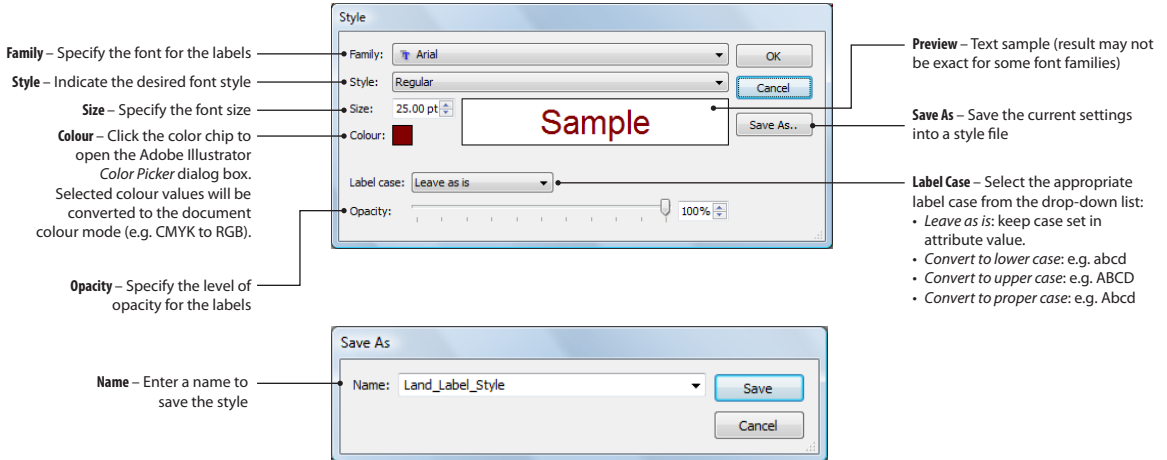 Style
Family – Specify the font for the labels
Style – Indicate the desired font style
Size – Specify the font size
Colour – Click the color chip to
open the Adobe Illustrator
Color Picker dialog box.
Selected colour values will be
converted to the document
colour mode (e.g. CMYK to RGB).
Opacity – Specify the level of
opacity for the labels
Family:
Arial
OK
Style:
Regular
Cancel
Size:
25.00 pt
Sample
Save As..
Colour:
Label case:
Leave as is
Opacity:
100%
Preview – Text sample (result may not
be exact for some font families)
Save As – Save the current settings
into a style file
Label Case – Select the appropriate
label case from the drop-down list:
• Leave as is: keep case set in
attribute value.
• Convert to lower case: e.g. abcd
• Convert to upper case: e.g. ABCD
• Convert to proper case: e.g. Abcd
Save As
Name – Enter a name to
save the style
Name:
Land_Label_Style
Save
Cancel